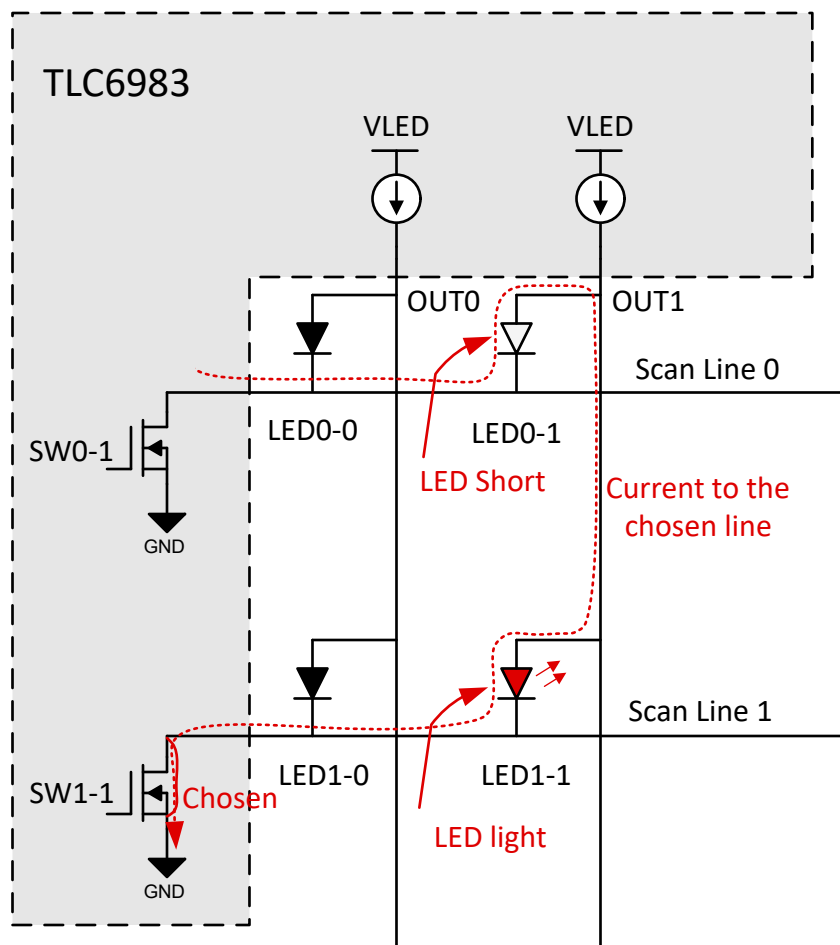 TLC6983
VLED
VLED
OUT0
OUT1
Scan Line 0
LED0-0
LED0-1
SW0-1
LED Short
Current to the
chosen line
GND
Scan Line 1
LED1-0
LED1-1
SW1-1
Chosen
LED light
GND